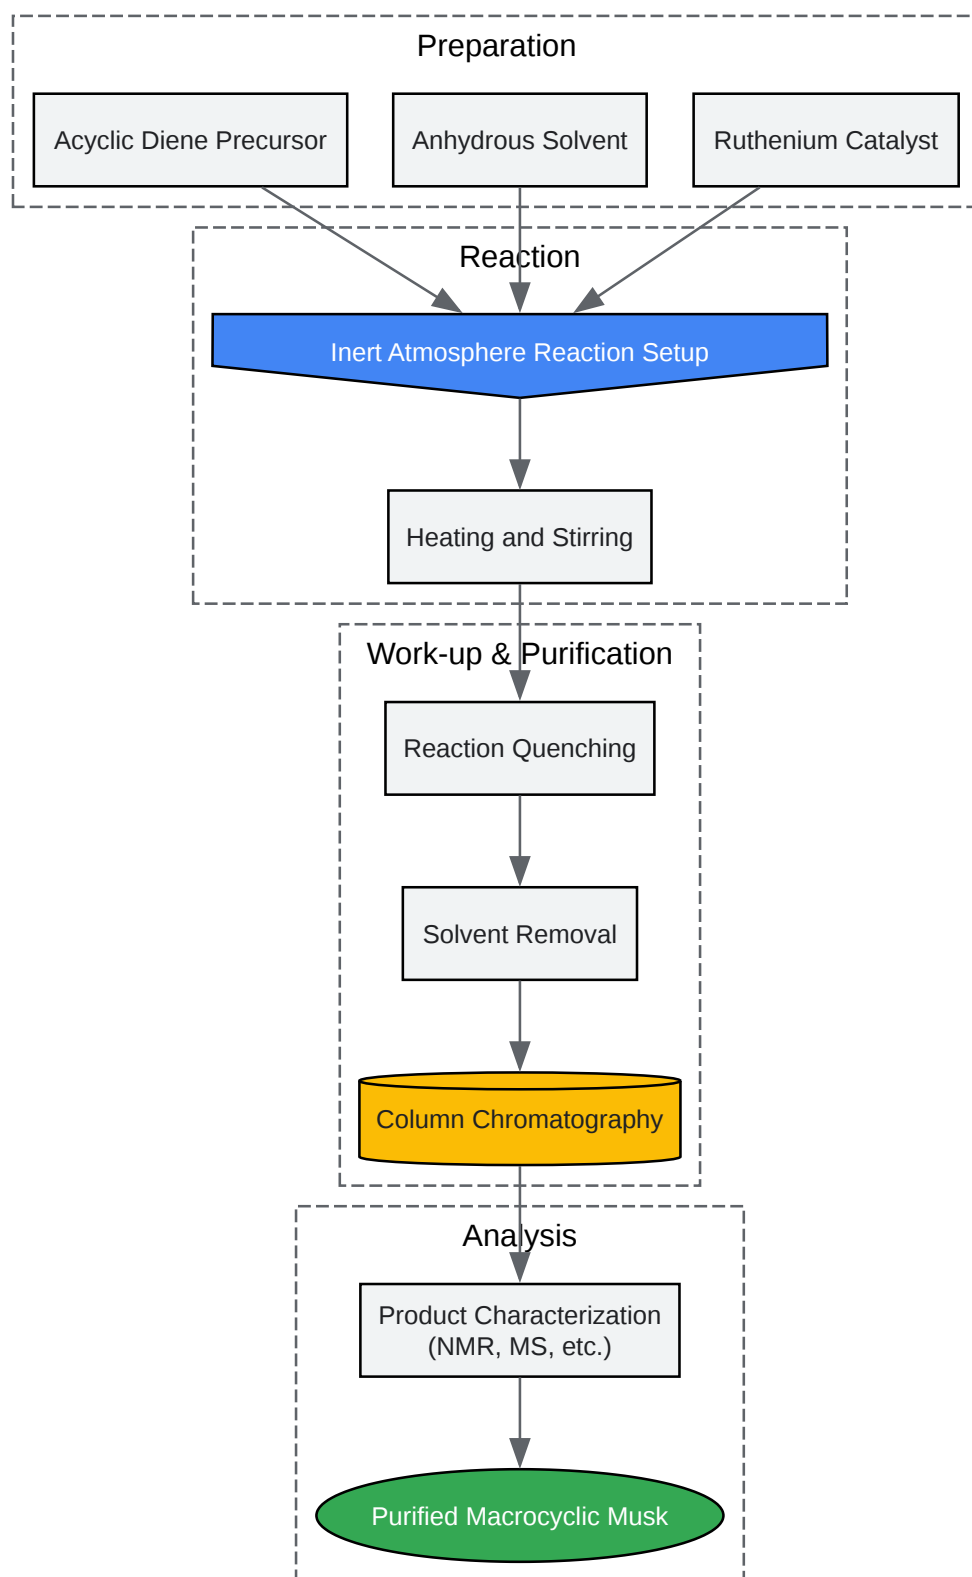 Preparation
Acyclic Diene Precursor
Anhydrous Solvent
Ruthenium Catalyst
Reaction
Inert Atmosphere Reaction Setup
Heating and Stirring
Work-up & Purification
Reaction Quenching
Solvent Removal
Column Chromatography
Analysis
Product Characterization
(NMR, MS, etc.)
Purified Macrocyclic Musk